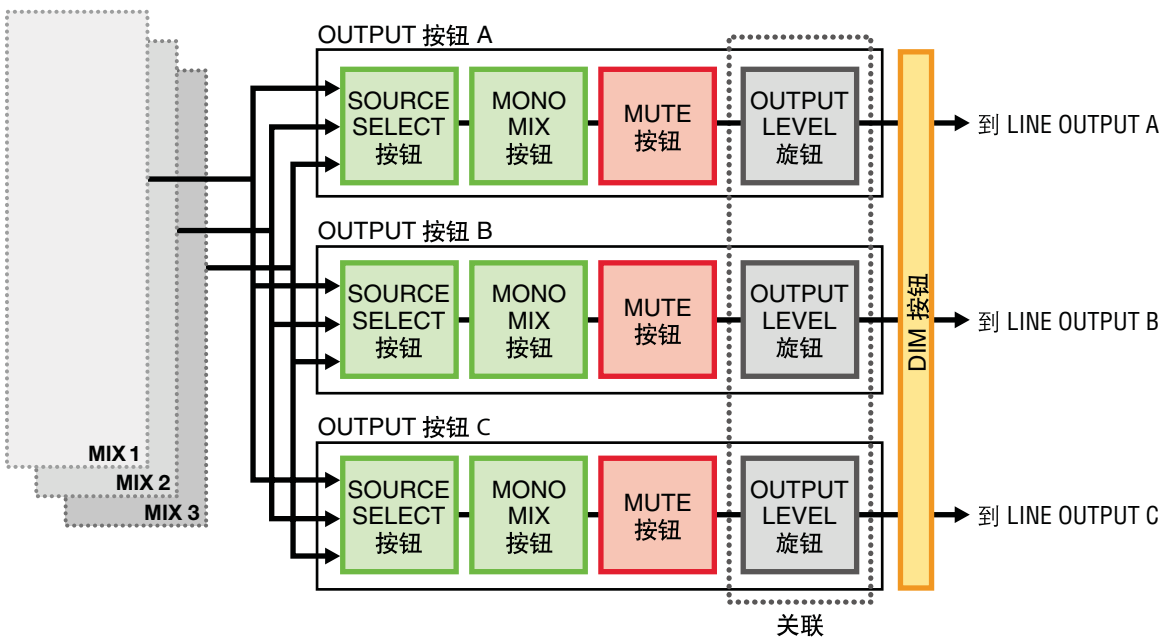 OUTPUT 按钮 A
SOURCE
SELECT
按钮
MONO
MIX
按钮
MUTE
按钮
OUTPUT
LEVEL
旋钮
到 LINE OUTPUT A
OUTPUT 按钮 B
SOURCE
SELECT
按钮
MONO
MIX
按钮
MUTE
按钮
OUTPUT
LEVEL
旋钮
DIM 按钮
到 LINE OUTPUT B
OUTPUT 按钮 C
SOURCE
SELECT
按钮
MONO
MIX
按钮
MUTE
按钮
OUTPUT
LEVEL
旋钮
到 LINE OUTPUT C
MIX 1
MIX 2
MIX 3
关联